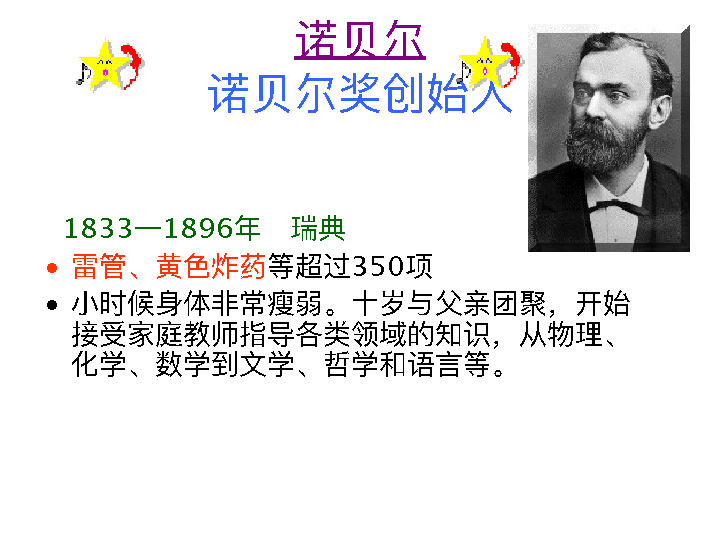 诺贝尔
诺贝尔奖创始人
1833—1896年 瑞典
• 雷管、黄色炸药等超过350项
• 小时候身体非常瘦弱。十岁与父亲团聚，开始
接受家庭教师指导各类领域的知识，从物理、
化学、数学到文学、哲学和语言等。